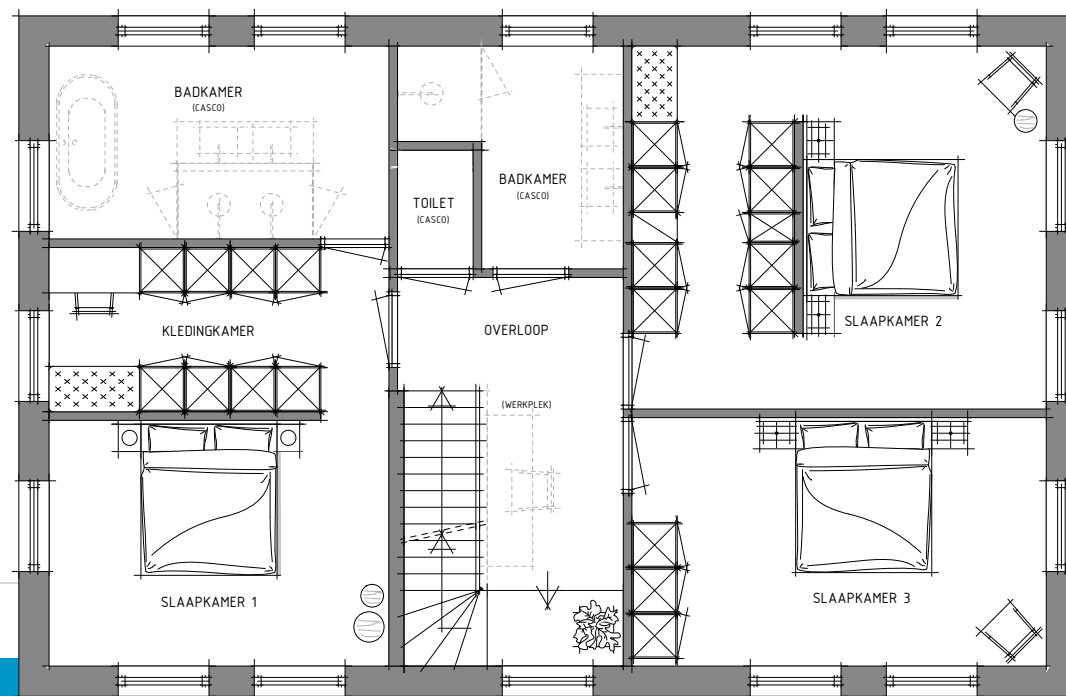 BADKAMER
(CASCO)
BADKAMER
(CASCO)
TOILET
(CASCO)
KLEDINGKAMER
OVERLOOP
SLAAPKAMER 2
(WERKPLEK)
SLAAPKAMER 1
SLAAPKAMER 3